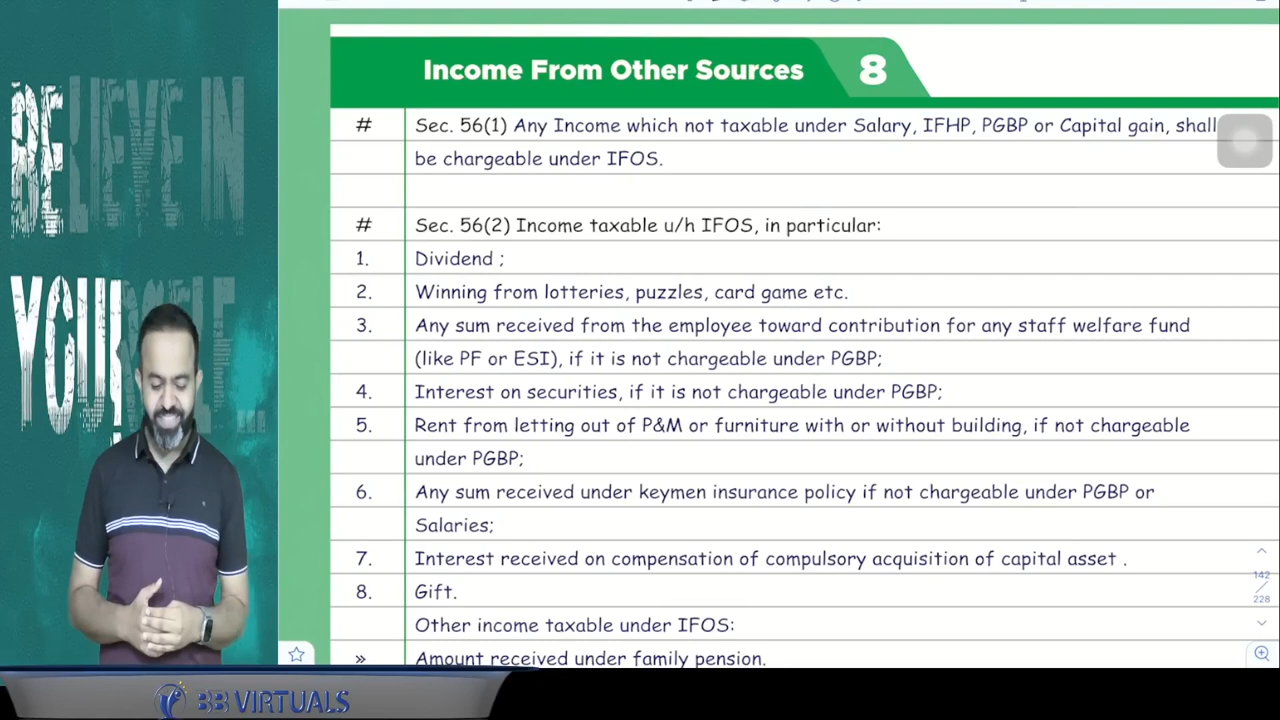 BELIEVE IN
YOURSELF...
Income From Other Sources 8
# Sec. 56(1) Any Income which not taxable under Salary, IFHP, PGBP or Capital gain, shall
be chargeable under IFOS.
# Sec. 56(2) Income taxable u/h IFOS, in particular:
1. Dividend ;
2. Winning from lotteries, puzzles, card game etc.
3. Any sum received from the employee toward contribution for any staff welfare fund
(like PF or ESI), if it is not chargeable under PGBP;
4. Interest on securities, if it is not chargeable under PGBP;
5. Rent from letting out of P&M or furniture with or without building, if not chargeable
under PGBP;
6. Any sum received under keymen insurance policy if not chargeable under PGBP or
Salaries;
7. Interest received on compensation of compulsory acquisition of capital asset .
8. Gift.
Other income taxable under IFOS:
» Amount received under family pension.
142
228
BB VIRTUALS